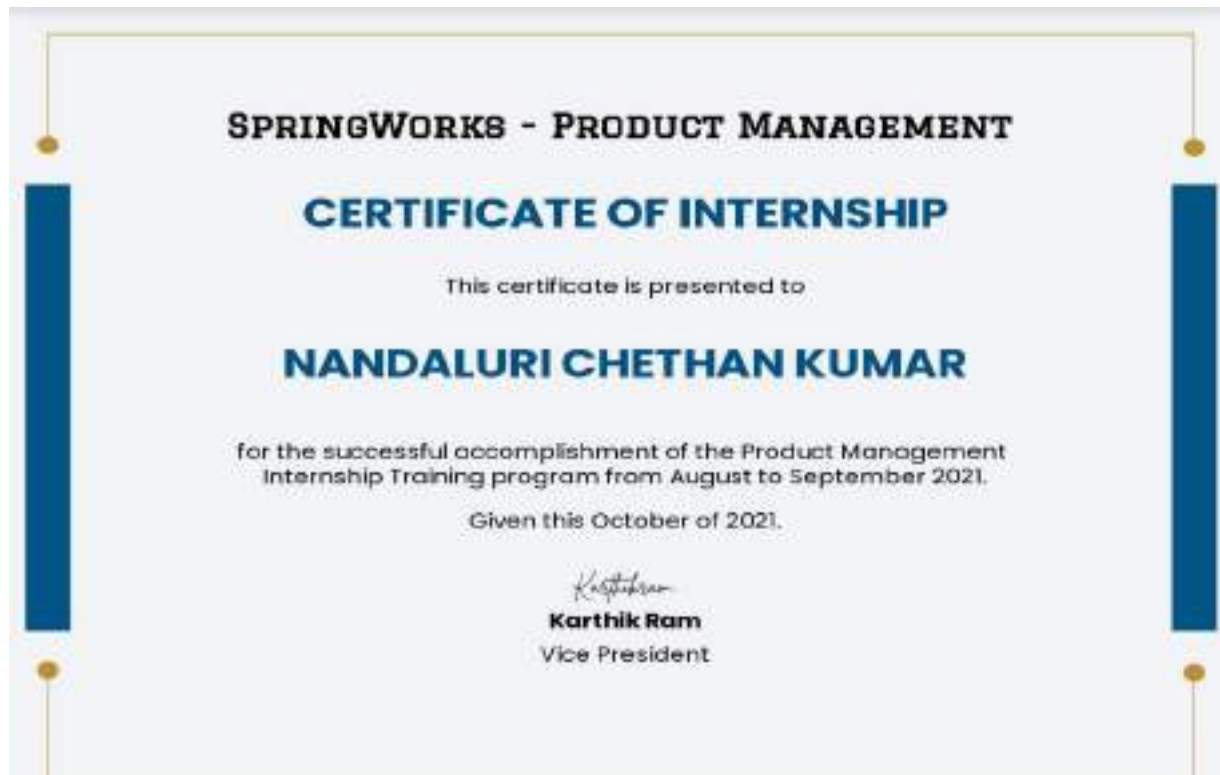 SPRINGWORKS - PRODUCT MANAGEMENT
CERTIFICATE OF INTERNSHIP
This certificate is presented to
NANDALURI CHETHAN KUMAR
for the successful accomplishment of the Product Management
Internship Training program from August to September 2021.
Given this October of 2021.
Karthikram
Karthik Ram
Vice President